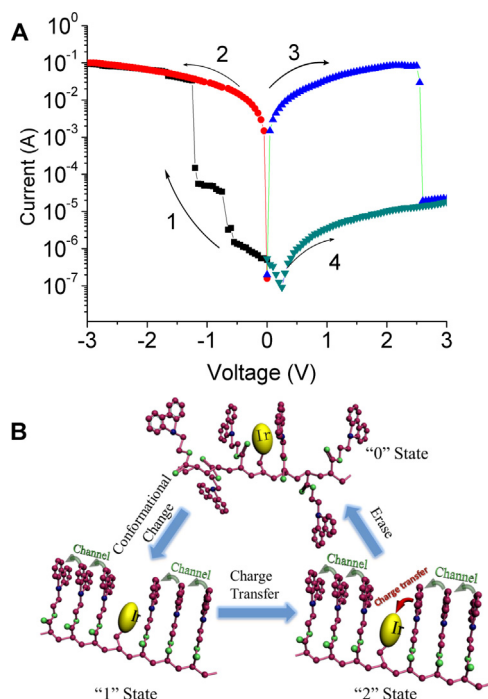 A
10^0
10^-1
10^-2
10^-3
10^-4
10^-5
10^-6
10^-7
Current (A)
2
3
1
4
-3 -2 -1 0 1 2 3
Voltage (V)
B
Ir
"0" State
Conformational
Change
Erase
Channel
Channel
Ir
Charge
Transfer
Channel
Charge transfer
Channel
Ir
"1" State
"2" State